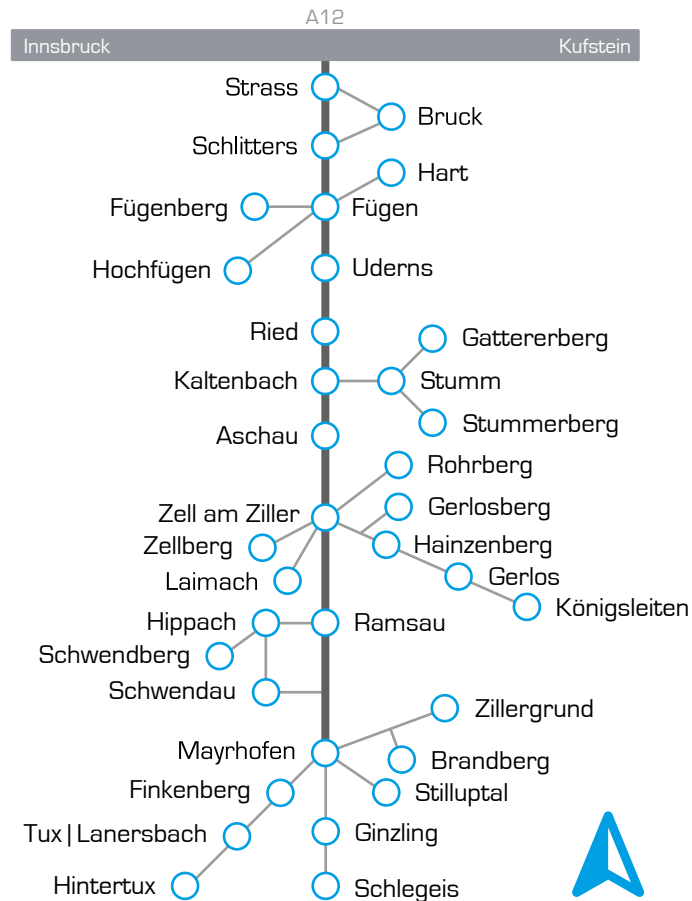 A12
Innsbruck
Kufstein
Strass
Bruck
Schlitters
Hart
Fügenberg
Fügen
Hochfügen
Uderns
Ried
Gattererberg
Kaltenbach
Stumm
Stummerberg
Aschau
Rohrberg
Gerlosberg
Zell am Ziller
Zellberg
Hainzenberg
Laimach
Gerlos
Königsleiten
Hippach
Ramsau
Schwendberg
Schwendau
Zillergrund
Mayrhofen
Brandberg
Finkenberg
Stilluptal
Tux|Lanersbach
Ginzling
Hintertux
Schlegeis